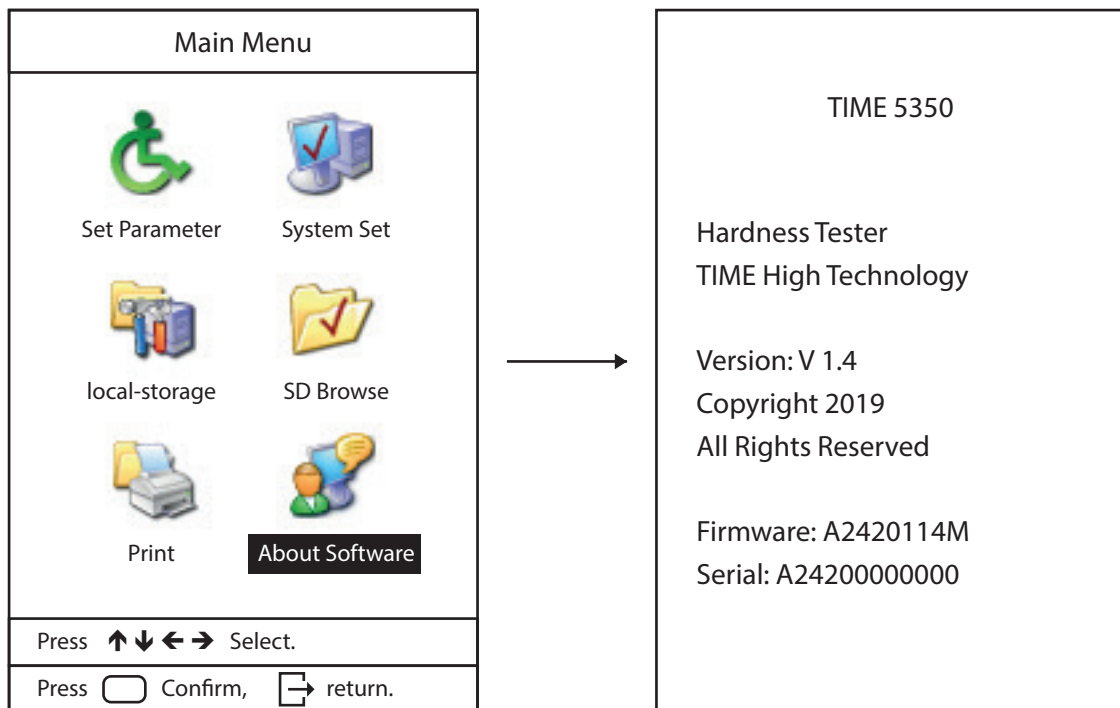 Main Menu
Set Parameter
System Set
local-storage
SD Browse
Print
About Software
Press ↑ ↓ ← → Select.
Press Confirm, return.
TIME 5350
Hardness Tester
TIME High Technology
Version: V 1.4
Copyright 2019
All Rights Reserved
Firmware: A2420114M
Serial: A24200000000